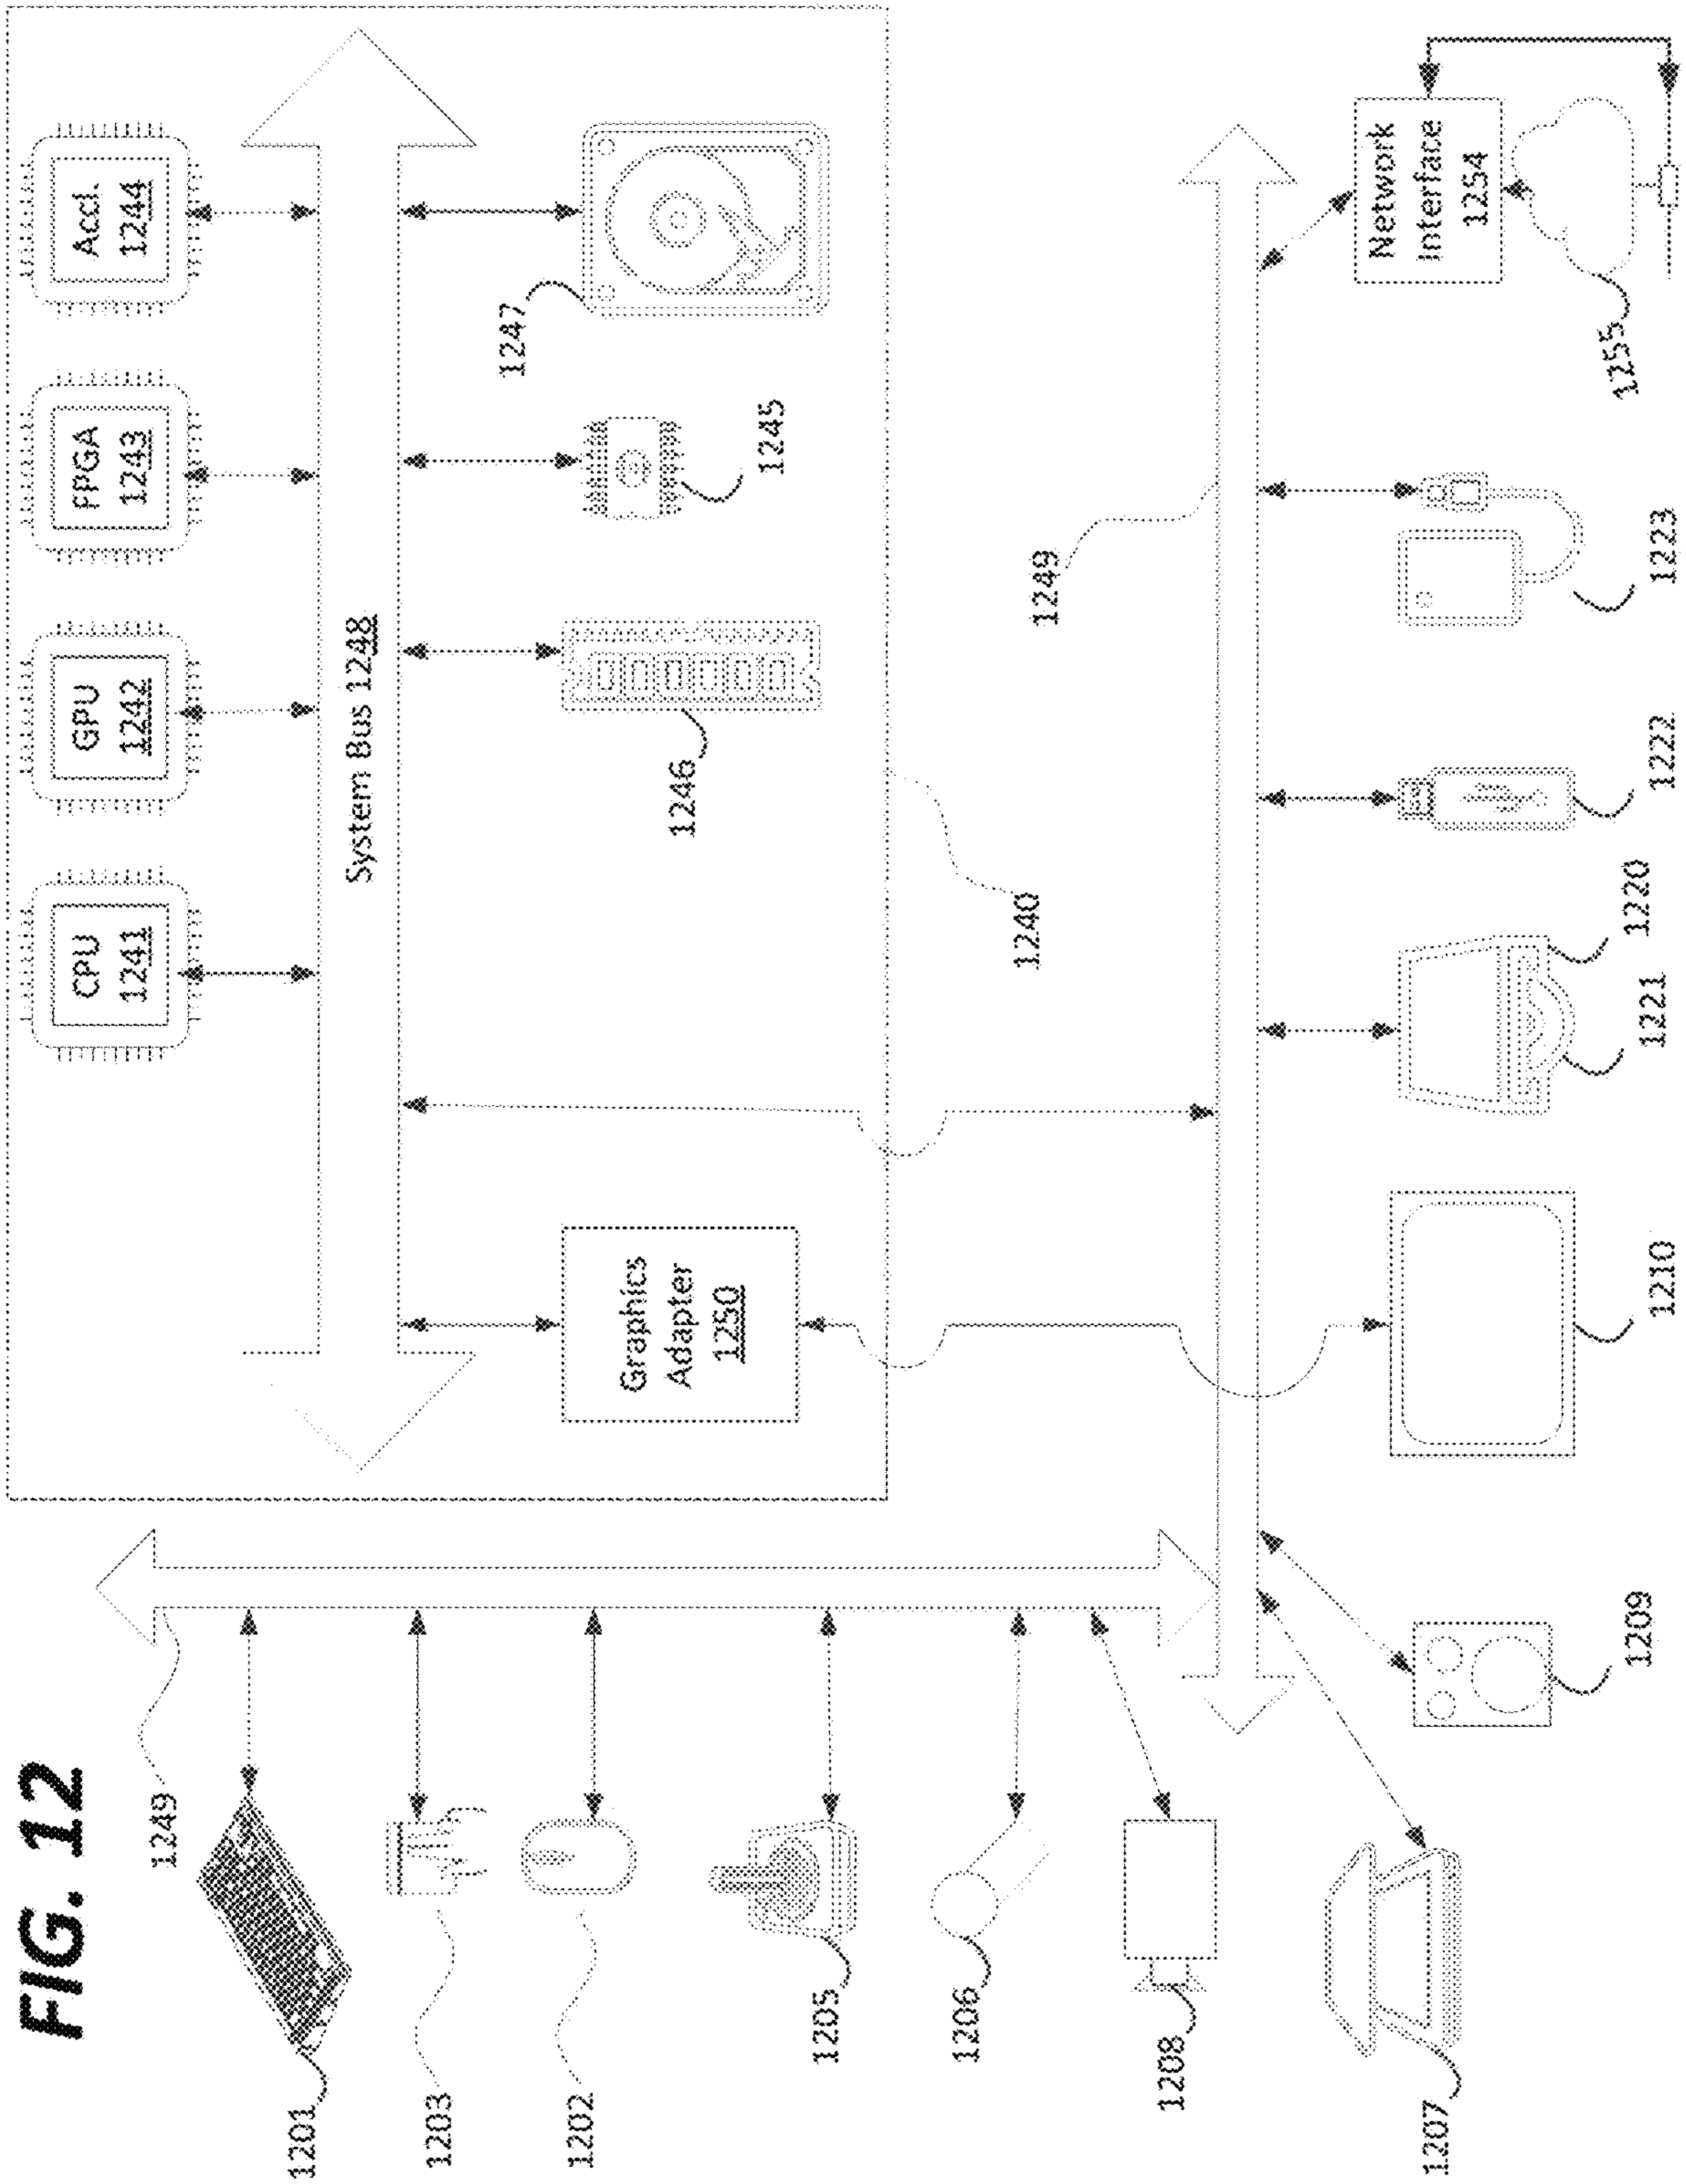 FIG. 12
1249
1201
1203
1202
1205
1206
1208
1207
1209
CPU
1241
GPU
1242
FPGA
1243
Accl.
1244
System Bus 1248
Graphics
Adapter
1250
1246
1245
1247
1240
1249
1210
1221
1220
1222
1223
Network
Interface
1254
1255